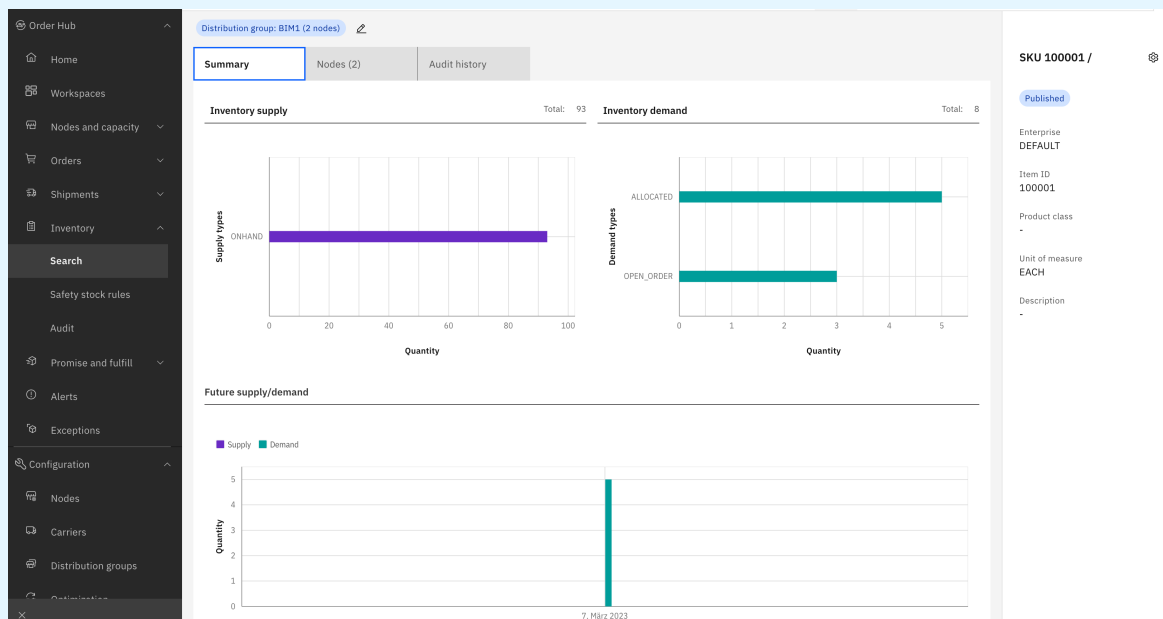 Order Hub
Home
Workspaces
Nodes and capacity
Orders
Shipments
Inventory
Search
Safety stock rules
Audit
Promise and fulfill
Alerts
Exceptions
Configuration
Nodes
Carriers
Distribution groups
Optimization
Distribution group: BIM1 (2 nodes)
Summary
Nodes (2)
Audit history
Inventory supply
Total: 93
Supply types
ONHAND
0 20 40 60 80 100
Quantity
Inventory demand
Total: 8
Demand types
ALLOCATED
OPEN_ORDER
0 1 2 3 4 5
Quantity
Future supply/demand
Supply Demand
Quantity
5
4
3
2
1
0
7. März 2023
SKU 100001 /
Published
Enterprise
DEFAULT
Item ID
100001
Product class
-
Unit of measure
EACH
Description
-